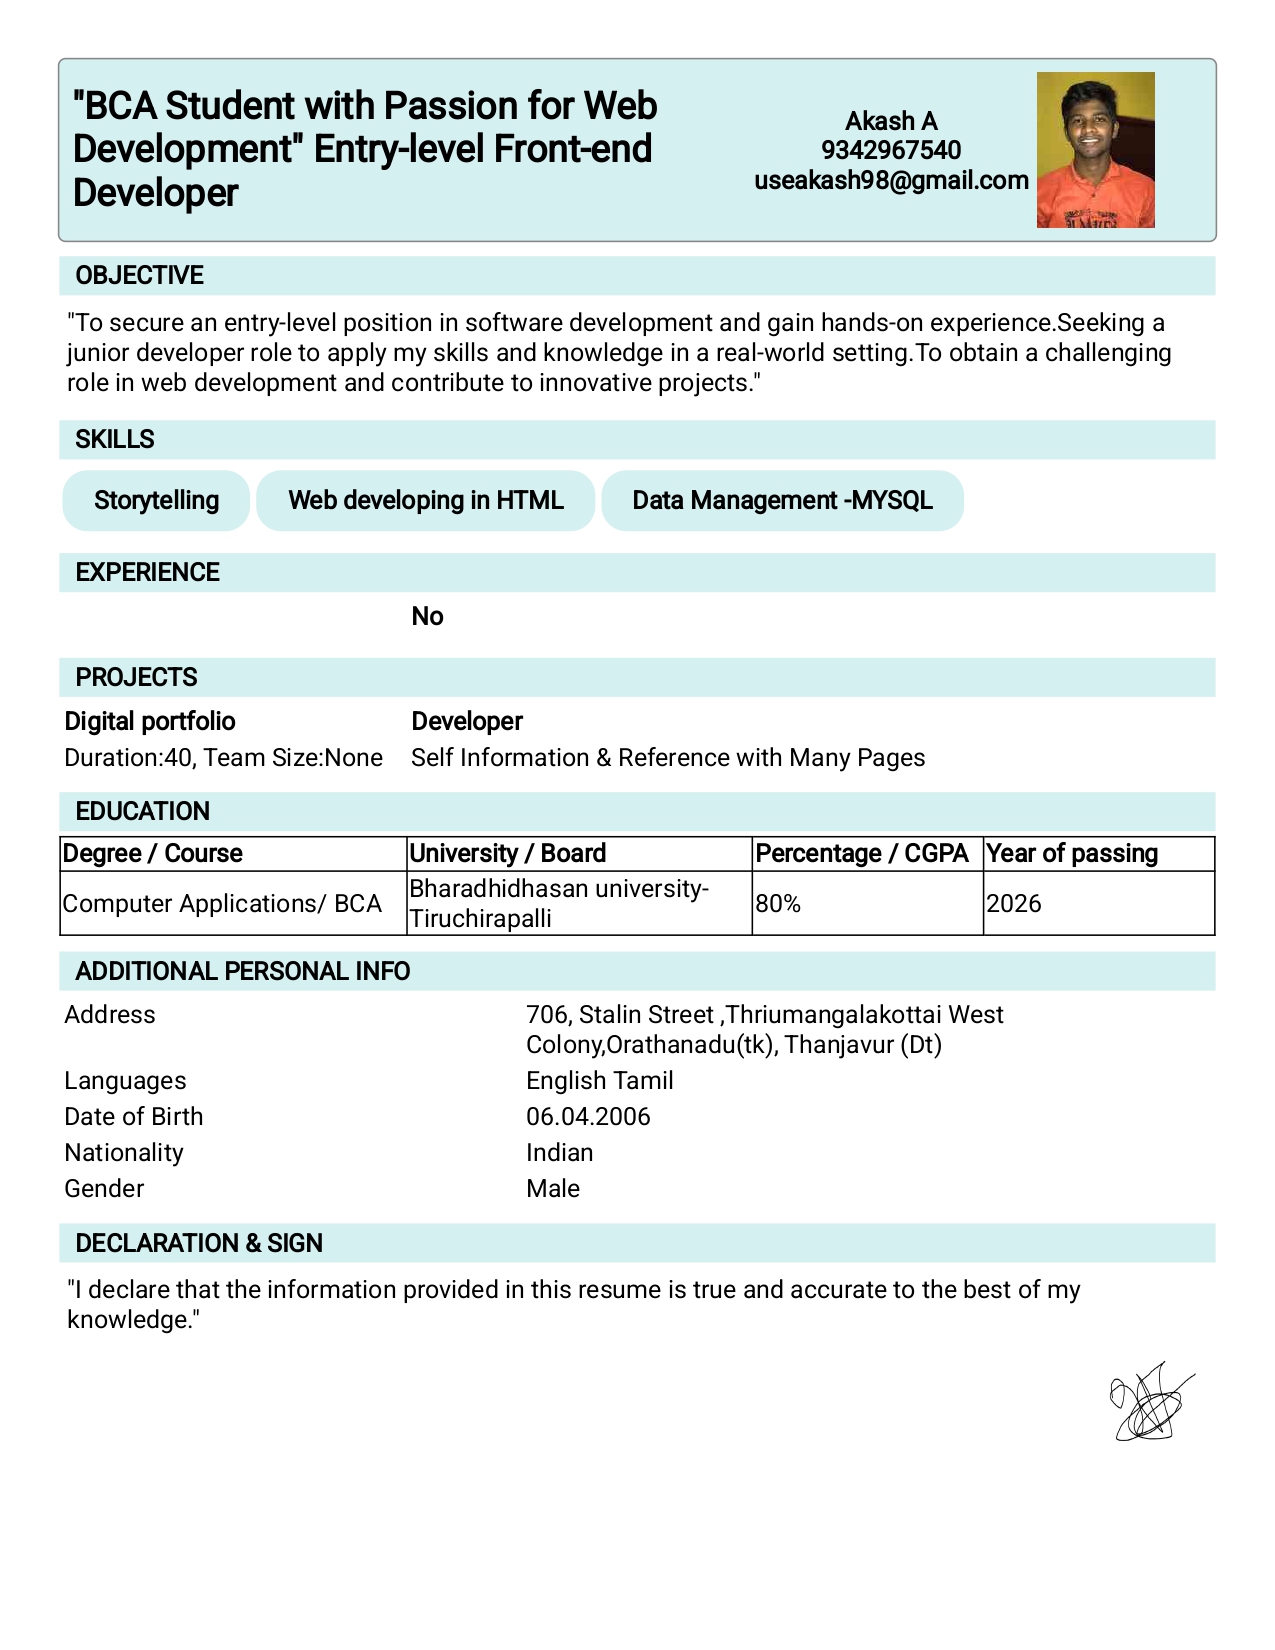 "BCA Student with Passion for Web
Development" Entry-level Front-end
Developer
Akash A
9342967540
useakash98@gmail.com
OBJECTIVE
"To secure an entry-level position in software development and gain hands-on experience.Seeking a
junior developer role to apply my skills and knowledge in a real-world setting.To obtain a challenging
role in web development and contribute to innovative projects."
SKILLS
Storytelling Web developing in HTML Data Management -MYSQL
EXPERIENCE
No
PROJECTS
Digital portfolio Developer
Duration:40, Team Size:None Self Information & Reference with Many Pages
EDUCATION
Degree / Course University / Board Percentage / CGPA Year of passing
Computer Applications/ BCA Bharadhidhasan university-
Tiruchirapalli 80% 2026
ADDITIONAL PERSONAL INFO
Address 706, Stalin Street ,Thriumangalakottai West
Colony,Orathanadu(tk), Thanjavur (Dt)
Languages English Tamil
Date of Birth 06.04.2006
Nationality Indian
Gender Male
DECLARATION & SIGN
"I declare that the information provided in this resume is true and accurate to the best of my
knowledge."